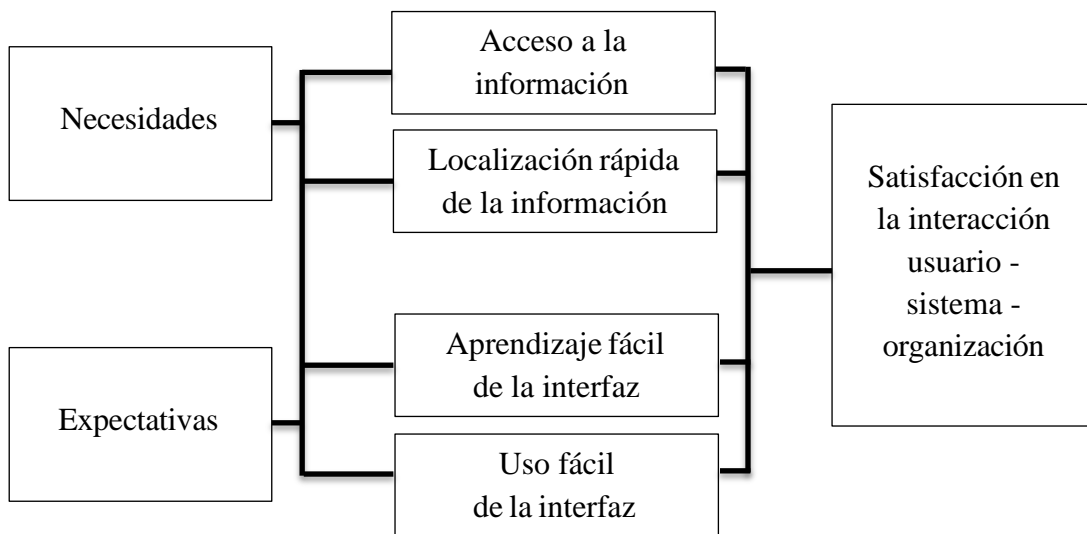 Necesidades
Expectativas
Acceso a la
información
Localización rápida
de la información
Aprendizaje fácil
de la interfaz
Uso fácil
de la interfaz
Satisfacción en
la interacción
usuario -
sistema -
organización